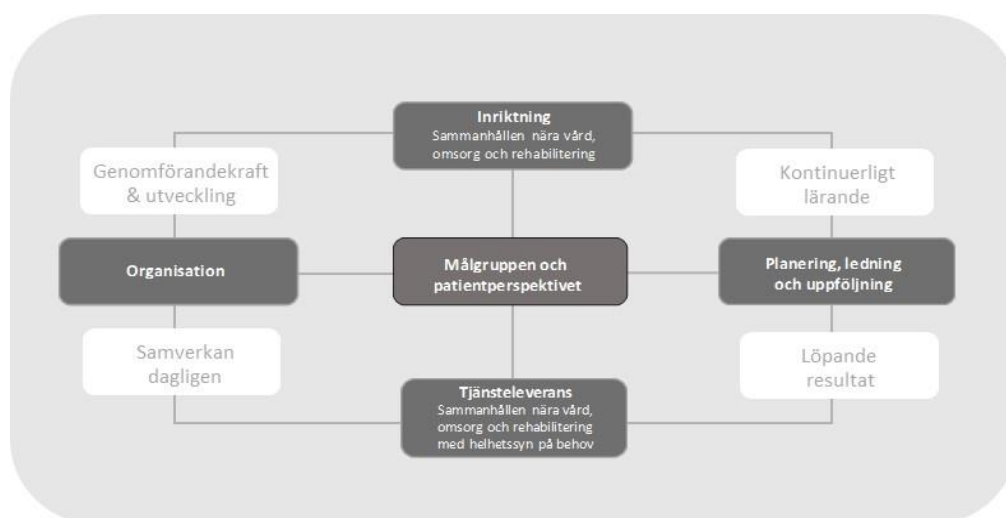 Inriktning
Sammanhållen nära vård,
omsorg och rehabilitering
Genomförandekraft
& utveckling
Kontinuerligt
lärande
Organisation
Målgruppen och
patientperspektivet
Planering, ledning
och uppföljning
Samverkan
dagligen
Löpande
resultat
Tjänsteleverans
Sammanhållen nära vård,
omsorg och rehabilitering
med helhetssyn på behov